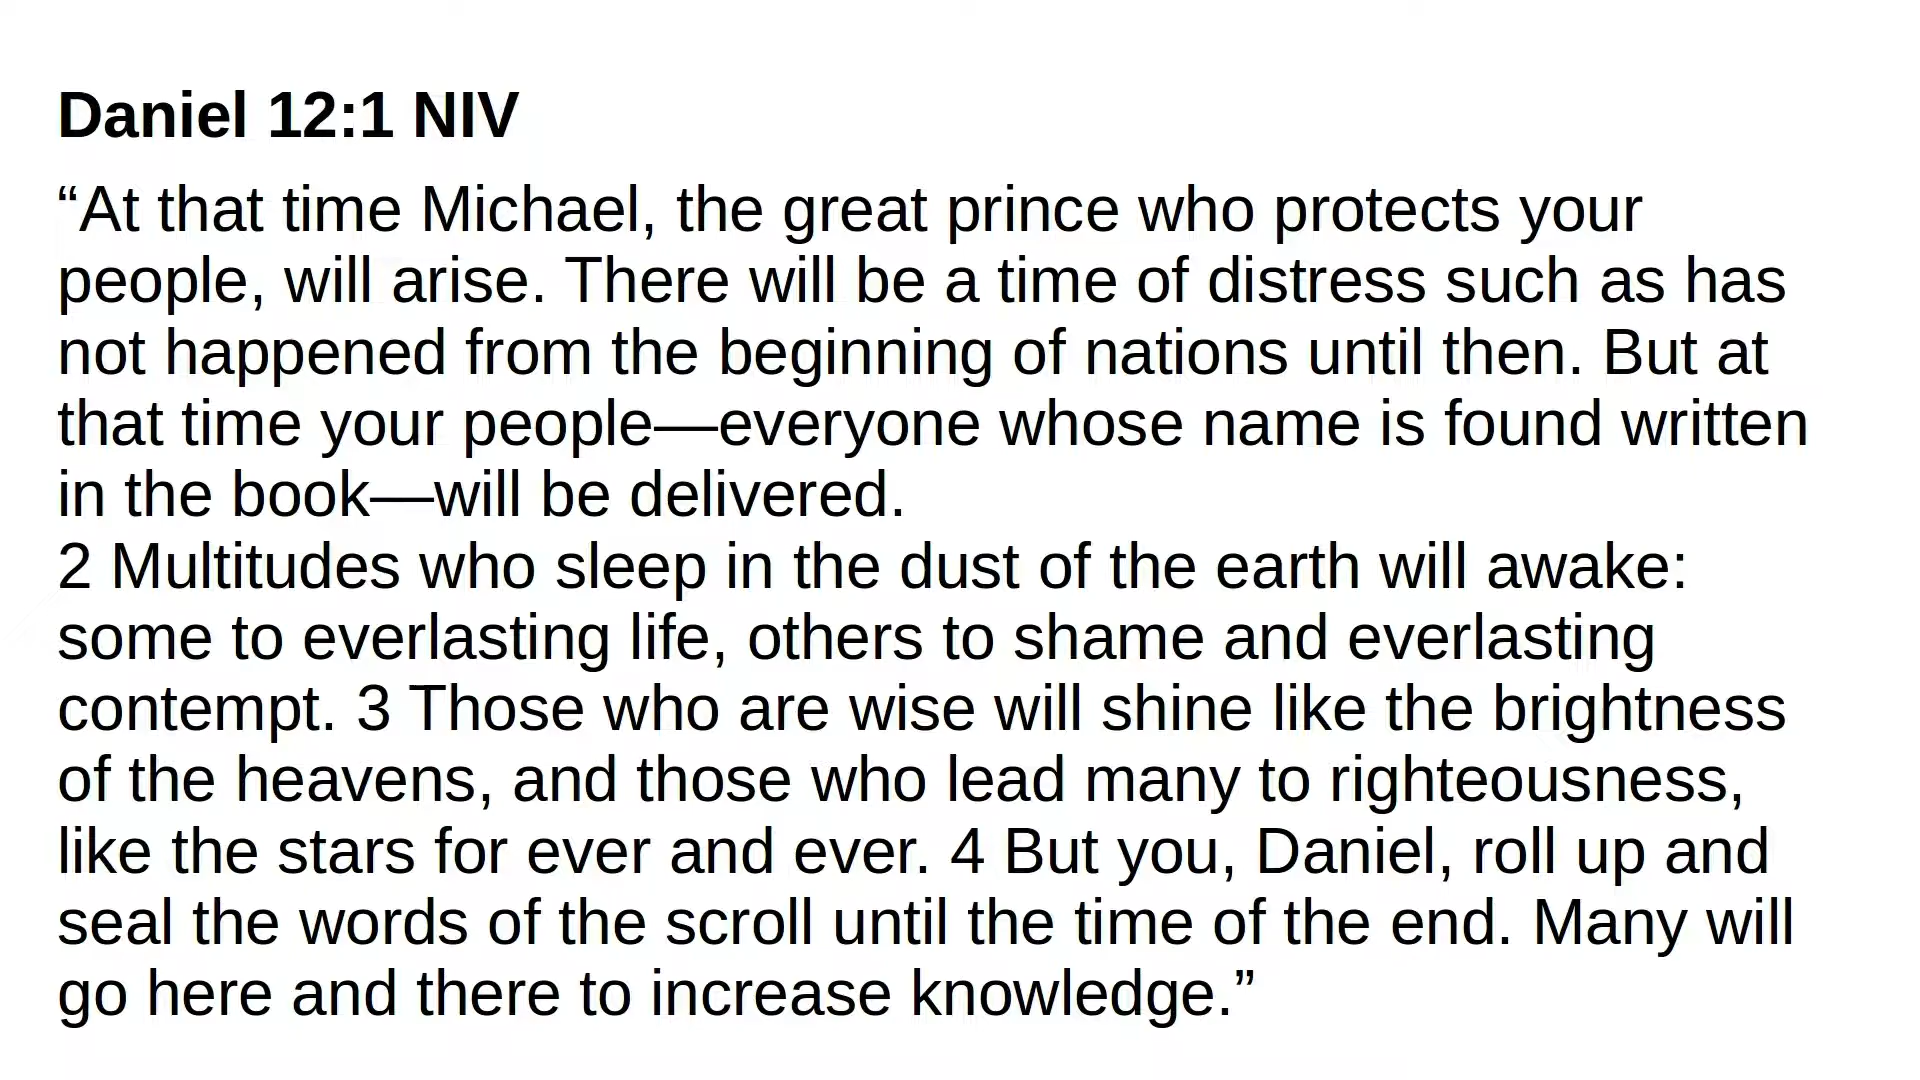 Daniel 12:1 NIV
“At that time Michael, the great prince who protects your
people, will arise. There will be a time of distress such as has
not happened from the beginning of nations until then. But at
that time your people—everyone whose name is found written
in the book—will be delivered.
2 Multitudes who sleep in the dust of the earth will awake:
some to everlasting life, others to shame and everlasting
contempt. 3 Those who are wise will shine like the brightness
of the heavens, and those who lead many to righteousness,
like the stars for ever and ever. 4 But you, Daniel, roll up and
seal the words of the scroll until the time of the end. Many will
go here and there to increase knowledge.”